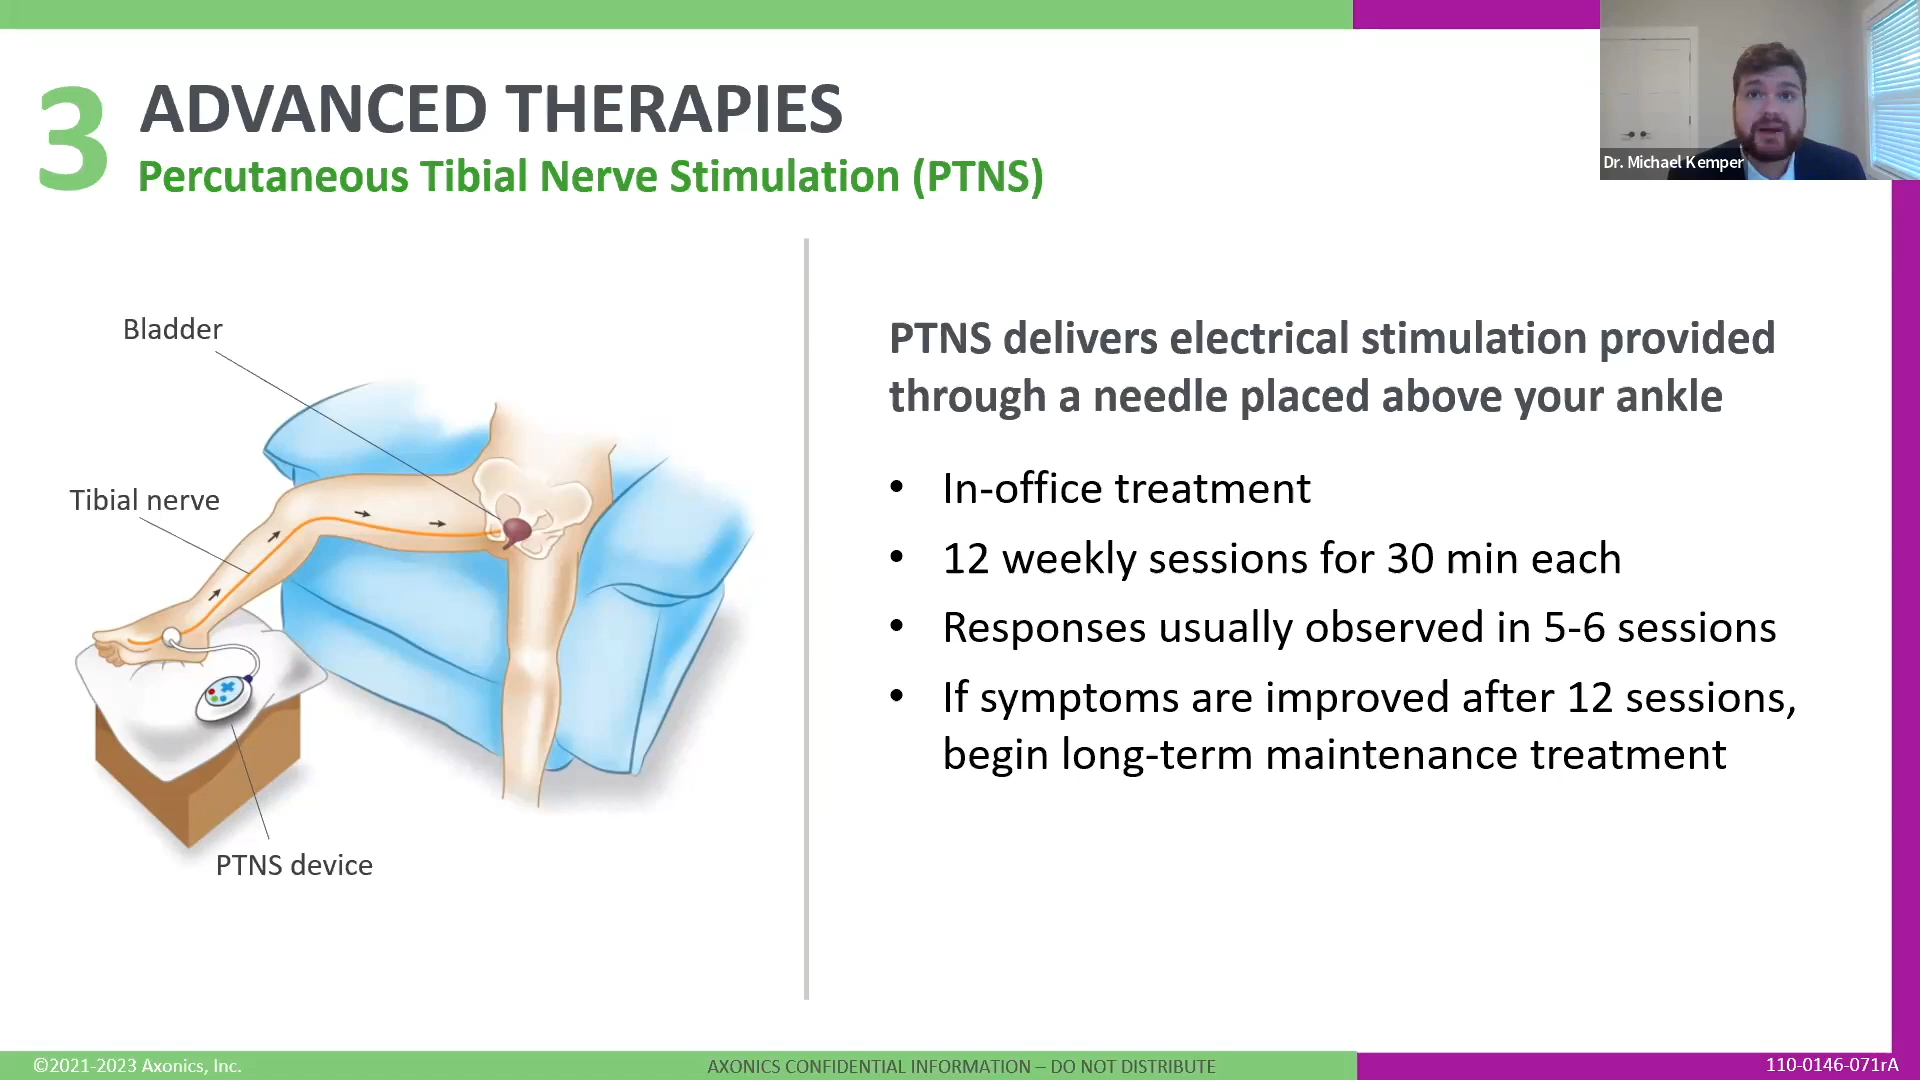 3
ADVANCED THERAPIES
Percutaneous Tibial Nerve Stimulation (PTNS)
Dr. Michael Kemper
Bladder
Tibial nerve
PTNS device
PTNS delivers electrical stimulation provided
through a needle placed above your ankle
• In-office treatment
• 12 weekly sessions for 30 min each
• Responses usually observed in 5-6 sessions
• If symptoms are improved after 12 sessions,
begin long-term maintenance treatment
©2021-2023 Axonics, Inc.
AXONICS CONFIDENTIAL INFORMATION – DO NOT DISTRIBUTE
110-0146-071rA